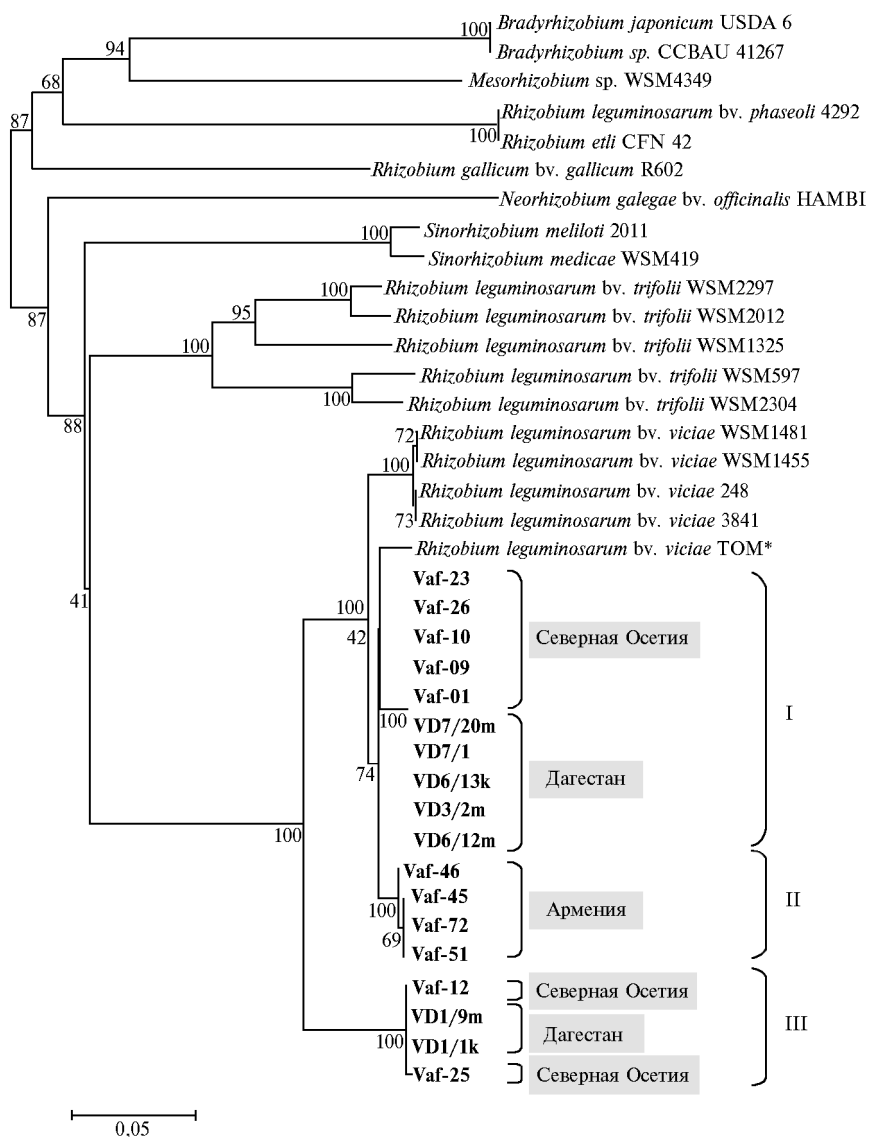 100
Bradyrhizobium japonicum USDA 6
94
Bradyrhizobium sp. CCBAU 41267
68
Mesorhizobium sp. WSM4349
87
Rhizobium leguminosarum bv. phaseoli 4292
100
Rhizobium etli CFN 42
Rhizobium gallicum bv. gallicum R602
Neorhizobium galegae bv. officinalis HAMBI
100
Sinorhizobium meliloti 2011
Sinorhizobium medicae WSM419
100
Rhizobium leguminosarum bv. trifolii WSM2297
95
Rhizobium leguminosarum bv. trifolii WSM2012
87
100
Rhizobium leguminosarum bv. trifolii WSM1325
Rhizobium leguminosarum bv. trifolii WSM597
100
Rhizobium leguminosarum bv. trifolii WSM2304
88
72
Rhizobium leguminosarum bv. viciae WSM1481
100
Rhizobium leguminosarum bv. viciae WSM1455
Rhizobium leguminosarum bv. viciae 248
73
Rhizobium leguminosarum bv. viciae 3841
Rhizobium leguminosarum bv. viciae TOM*
41
100
42
Vaf-23
Vaf-26
Vaf-10
Северная Осетия
Vaf-09
Vaf-01
I
100
VD7/20m
VD7/1
74
VD6/13k
Дагестан
VD3/2m
VD6/12m
100
Vaf-46
Vaf-45
100
Vaf-72
Армения
II
69
Vaf-51
Vaf-12
Северная Осетия
VD1/9m
III
100
VD1/1k
Дагестан
Vaf-25
Северная Осетия
0,05